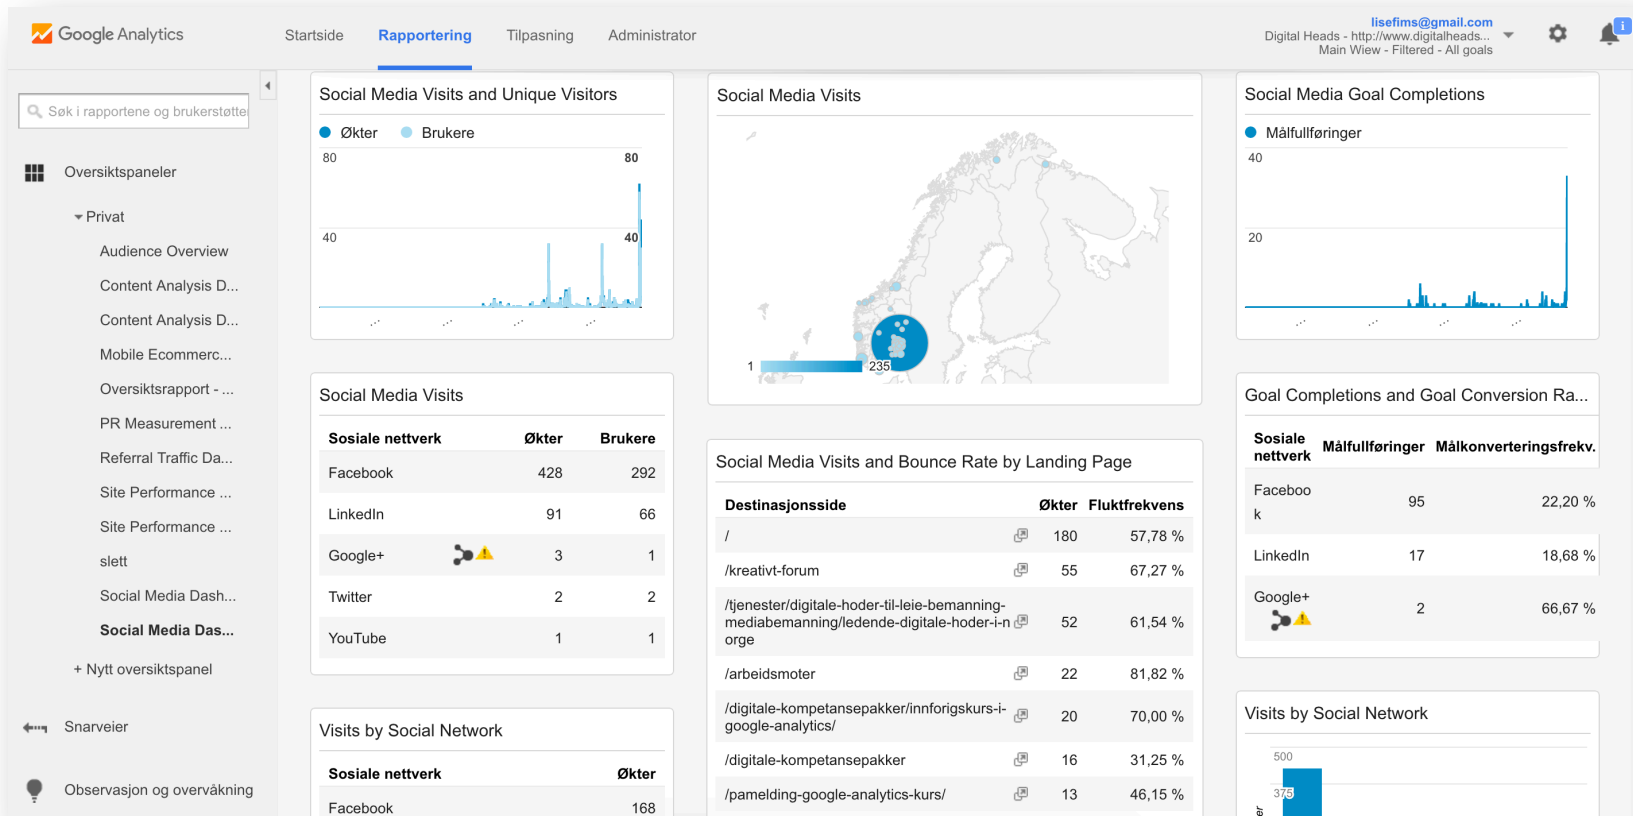 Google Analytics
Startside
Rapportering
Tilpasning
Administrator
lisefims@gmail.com
Digital Heads - http://www.digitalheads...
Main Wiew - Filtered - All goals
i
Søk i rapportene og brukerstøtte
Oversiktspaneler
Privat
Audience Overview
Content Analysis D...
Content Analysis D...
Mobile Ecommerc...
Oversiktsrapport - ...
PR Measurement ...
Referral Traffic Da...
Site Performance ...
Site Performance ...
slett
Social Media Dash...
Social Media Das...
+ Nytt oversiktspanel
Snarveier
Observasjon og overvåkning
Social Media Visits and Unique Visitors
Økter Brukere
80 80
40 40
Social Media Visits
Sosiale nettverk Økter Brukere
Facebook 428 292
LinkedIn 91 66
Google+ 3 1
Twitter 2 2
YouTube 1 1
Visits by Social Network
Sosiale nettverk Økter
Facebook 168
Social Media Visits
1 235
Social Media Visits and Bounce Rate by Landing Page
Destinasjonsside Økter Fluktfrekvens
/ 180 57,78 %
/kreativt-forum 55 67,27 %
/tjenester/digitale-hoder-til-leie-bemanning-
mediabemanning/ledende-digitale-hoder-i-n 52 61,54 %
orge
/arbeidsmoter 22 81,82 %
/digitale-kompetansepakker/innforigskurs-i-
google-analytics/ 20 70,00 %
/digitale-kompetansepakker 16 31,25 %
/pamelding-google-analytics-kurs/ 13 46,15 %
Social Media Goal Completions
Målfullføringer
40
20
Goal Completions and Goal Conversion Ra...
Sosiale
nettverk Målfullføringer Målkonverteringsfrekv.
Faceboo
k 95 22,20 %
LinkedIn 17 18,68 %
Google+ 2 66,67 %
Visits by Social Network
500
375
er